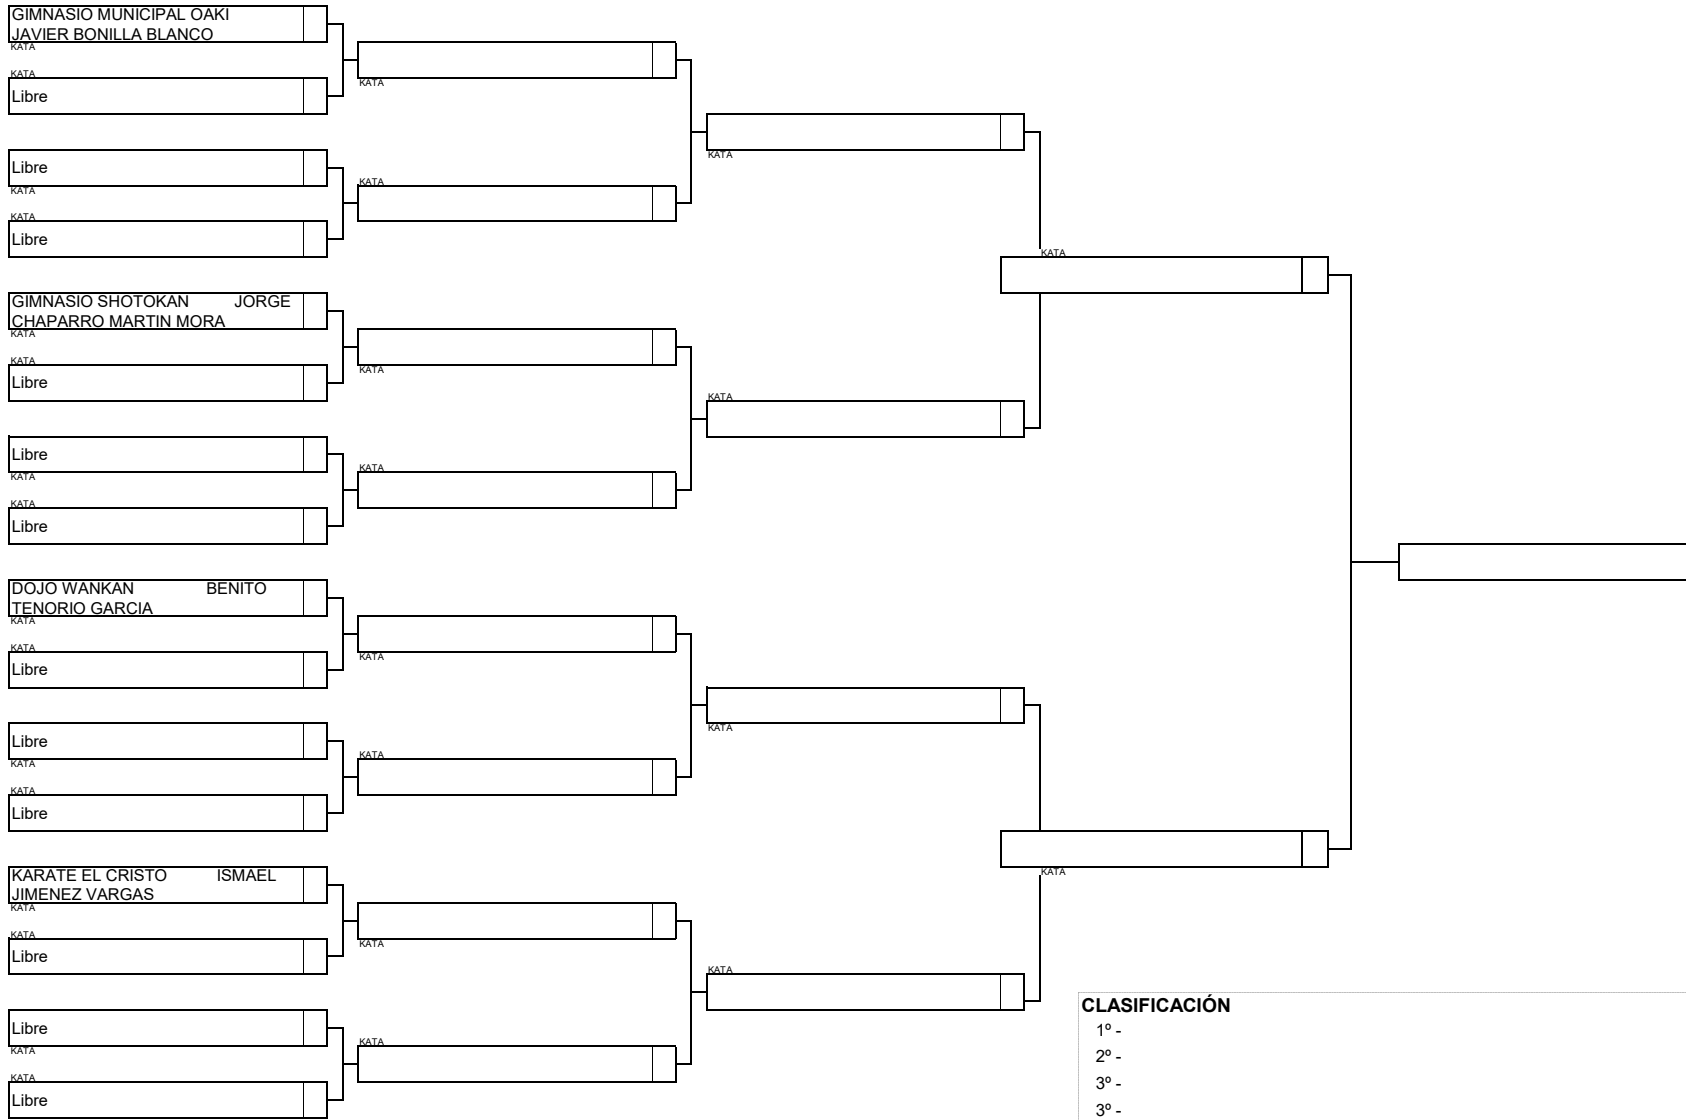 GIMNASIO MUNICIPAL OAKI
JAVIER BONILLA BLANCO
KATA
KATA
Libre
Libre
KATA
KATA
Libre
GIMNASIO SHOTOKAN JORGE
CHAPARRO MARTIN MORA
KATA
KATA
Libre
Libre
KATA
KATA
Libre
DOJO WANKAN BENITO
TENORIO GARCIA
KATA
KATA
Libre
Libre
KATA
KATA
Libre
KARATE EL CRISTO ISMAEL
JIMENEZ VARGAS
KATA
KATA
Libre
Libre
KATA
KATA
Libre
KATA
KATA
KATA
KATA
KATA
KATA
KATA
KATA
KATA
KATA
KATA
KATA
KATA
KATA
CLASIFICACIÓN
1º -
2º -
3º -
3º -